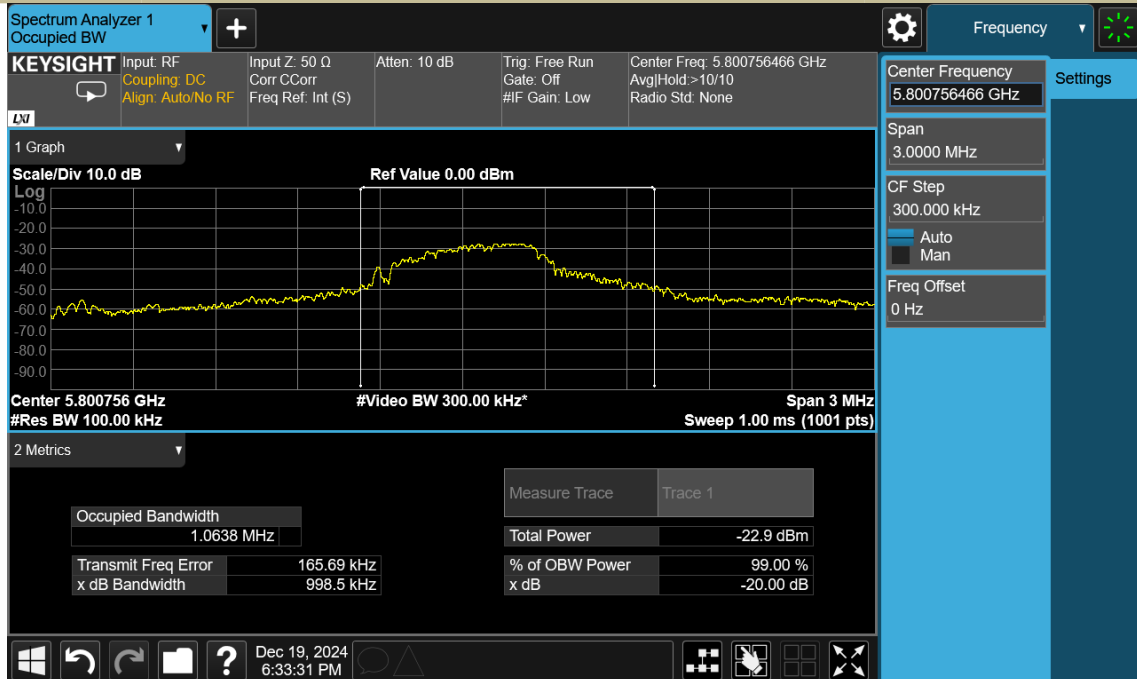 Spectrum Analyzer 1
Occupied BW
+
Frequency
KEYSIGHT
LXI
Input: RF
Coupling: DC
Align: Auto/No RF
Input Z: 50 Ω
Corr CCorr
Freq Ref: Int (S)
Atten: 10 dB
Trig: Free Run
Gate: Off
#IF Gain: Low
Center Freq: 5.800756466 GHz
Avg|Hold:>10/10
Radio Std: None
Center Frequency
5.800756466 GHz
Settings
Span
3.0000 MHz
CF Step
300.000 kHz
Auto
Man
Freq Offset
0 Hz
1 Graph
Scale/Div 10.0 dB
Ref Value 0.00 dBm
Log
-10.0
-20.0
-30.0
-40.0
-50.0
-60.0
-70.0
-80.0
-90.0
Center 5.800756 GHz
#Video BW 300.00 kHz*
Span 3 MHz
#Res BW 100.00 kHz
Sweep 1.00 ms (1001 pts)
2 Metrics
Measure Trace
Trace 1
Occupied Bandwidth
1.0638 MHz
Total Power
-22.9 dBm
Transmit Freq Error
165.69 kHz
% of OBW Power
99.00 %
x dB Bandwidth
998.5 kHz
x dB
-20.00 dB
?
Dec 19, 2024
6:33:31 PM